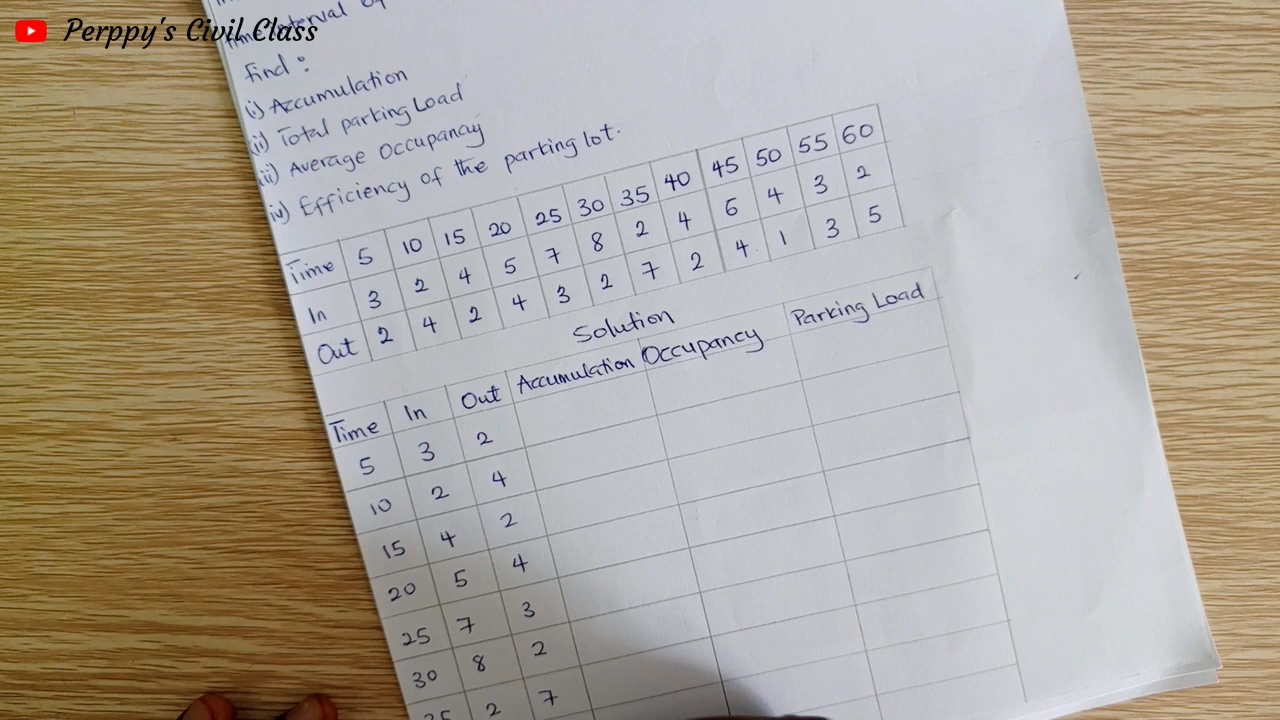 Perppy's Civil Class
interval of
Find :
(i) Accumulation
(ii) Total parking Load
(iii) Average Occupancy
(iv) Efficiency of the parking lot.
Time 5 10 15 20 25 30 35 40 45 50 55 60
In 3 2 4 5 7 8 2 4 6 4 3 2
Out 2 4 2 4 3 2 7 2 4 1 3 5
Solution
Time In Out Accumulation Occupancy Parking Load
5 3 2
10 2 4
15 4 2
20 5 4
25 7 3
30 8 2
35 2 7